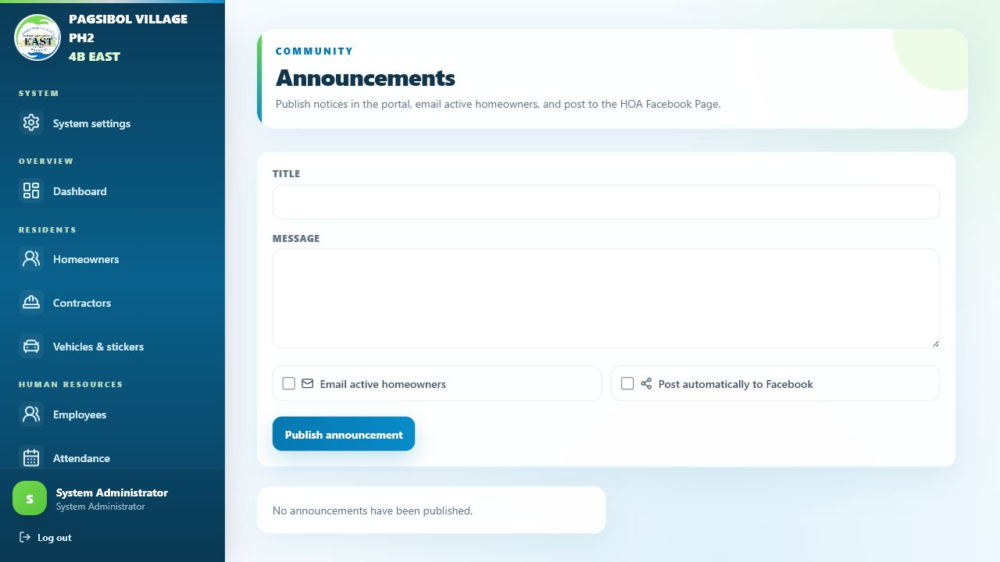 PAGSIBOL VILLAGE
PH2
4B EAST
EAST
SYSTEM
System settings
OVERVIEW
Dashboard
RESIDENTS
Homeowners
Contractors
Vehicles & stickers
HUMAN RESOURCES
Employees
Attendance
S
System Administrator
System Administrator
Log out
COMMUNITY
Announcements
Publish notices in the portal, email active homeowners, and post to the HOA Facebook Page.
TITLE
MESSAGE
Email active homeowners
Post automatically to Facebook
Publish announcement
No announcements have been published.